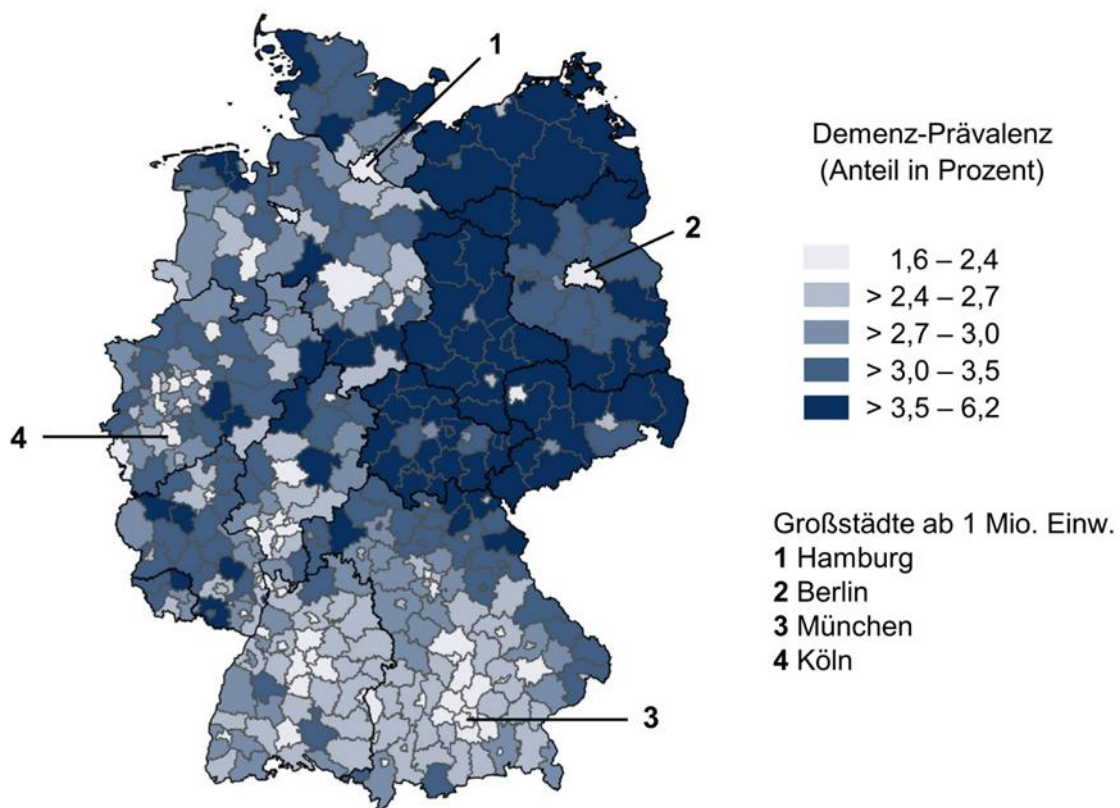 1
2
4
3
Demenz-Prävalenz
(Anteil in Prozent)
1,6 – 2,4
> 2,4 – 2,7
> 2,7 – 3,0
> 3,0 – 3,5
> 3,5 – 6,2
Großstädte ab 1 Mio. Einw.
1 Hamburg
2 Berlin
3 München
4 Köln